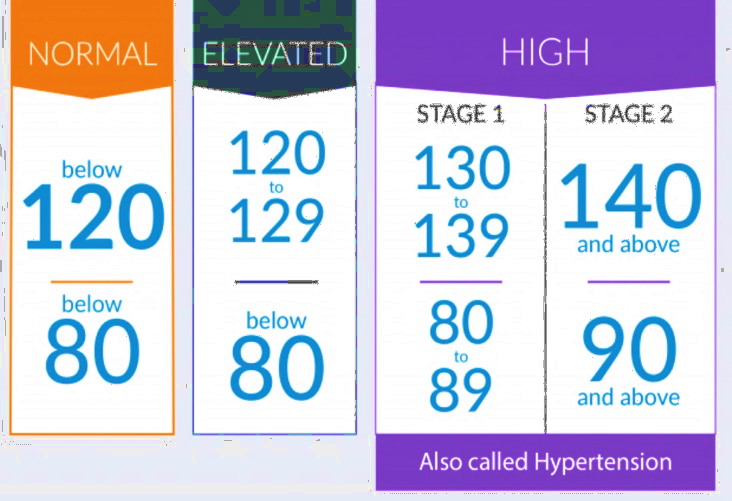 NORMAL
below
120
below
80
ELEVATED
120
to
129
below
80
HIGH
STAGE 1
130
to
139
80
to
89
STAGE 2
140
and above
90
and above
Also called Hypertension